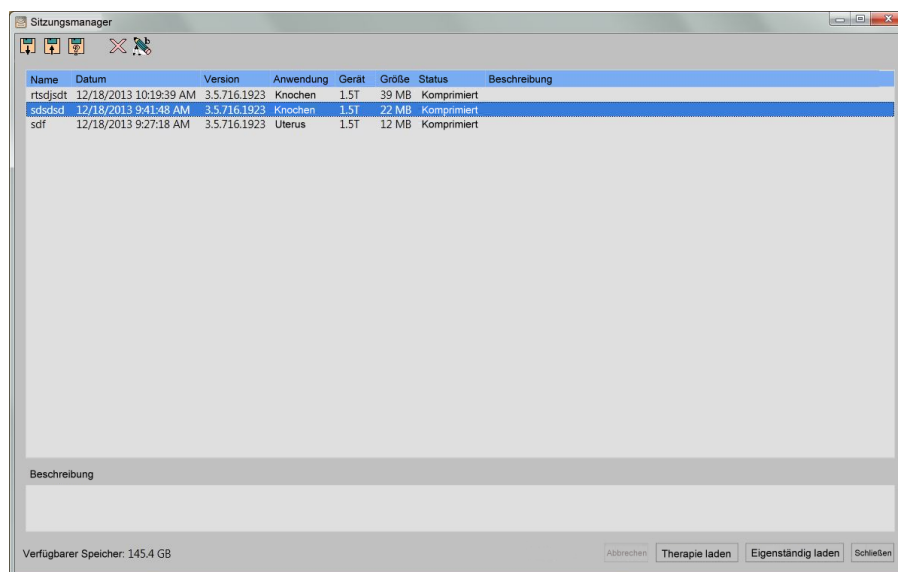 Sitzungsmanager
Name Datum Version Anwendung Gerät Größe Status Beschreibung
rtsdjsdt 12/18/2013 10:19:39 AM 3.5.716.1923 Knochen 1.5T 39 MB Komprimiert
sdsdsd 12/18/2013 9:41:48 AM 3.5.716.1923 Knochen 1.5T 22 MB Komprimiert
sdf 12/18/2013 9:27:18 AM 3.5.716.1923 Uterus 1.5T 12 MB Komprimiert
Beschreibung
Verfügbarer Speicher: 145.4 GB Abbrechen Therapie laden Eigenständig laden Schließen